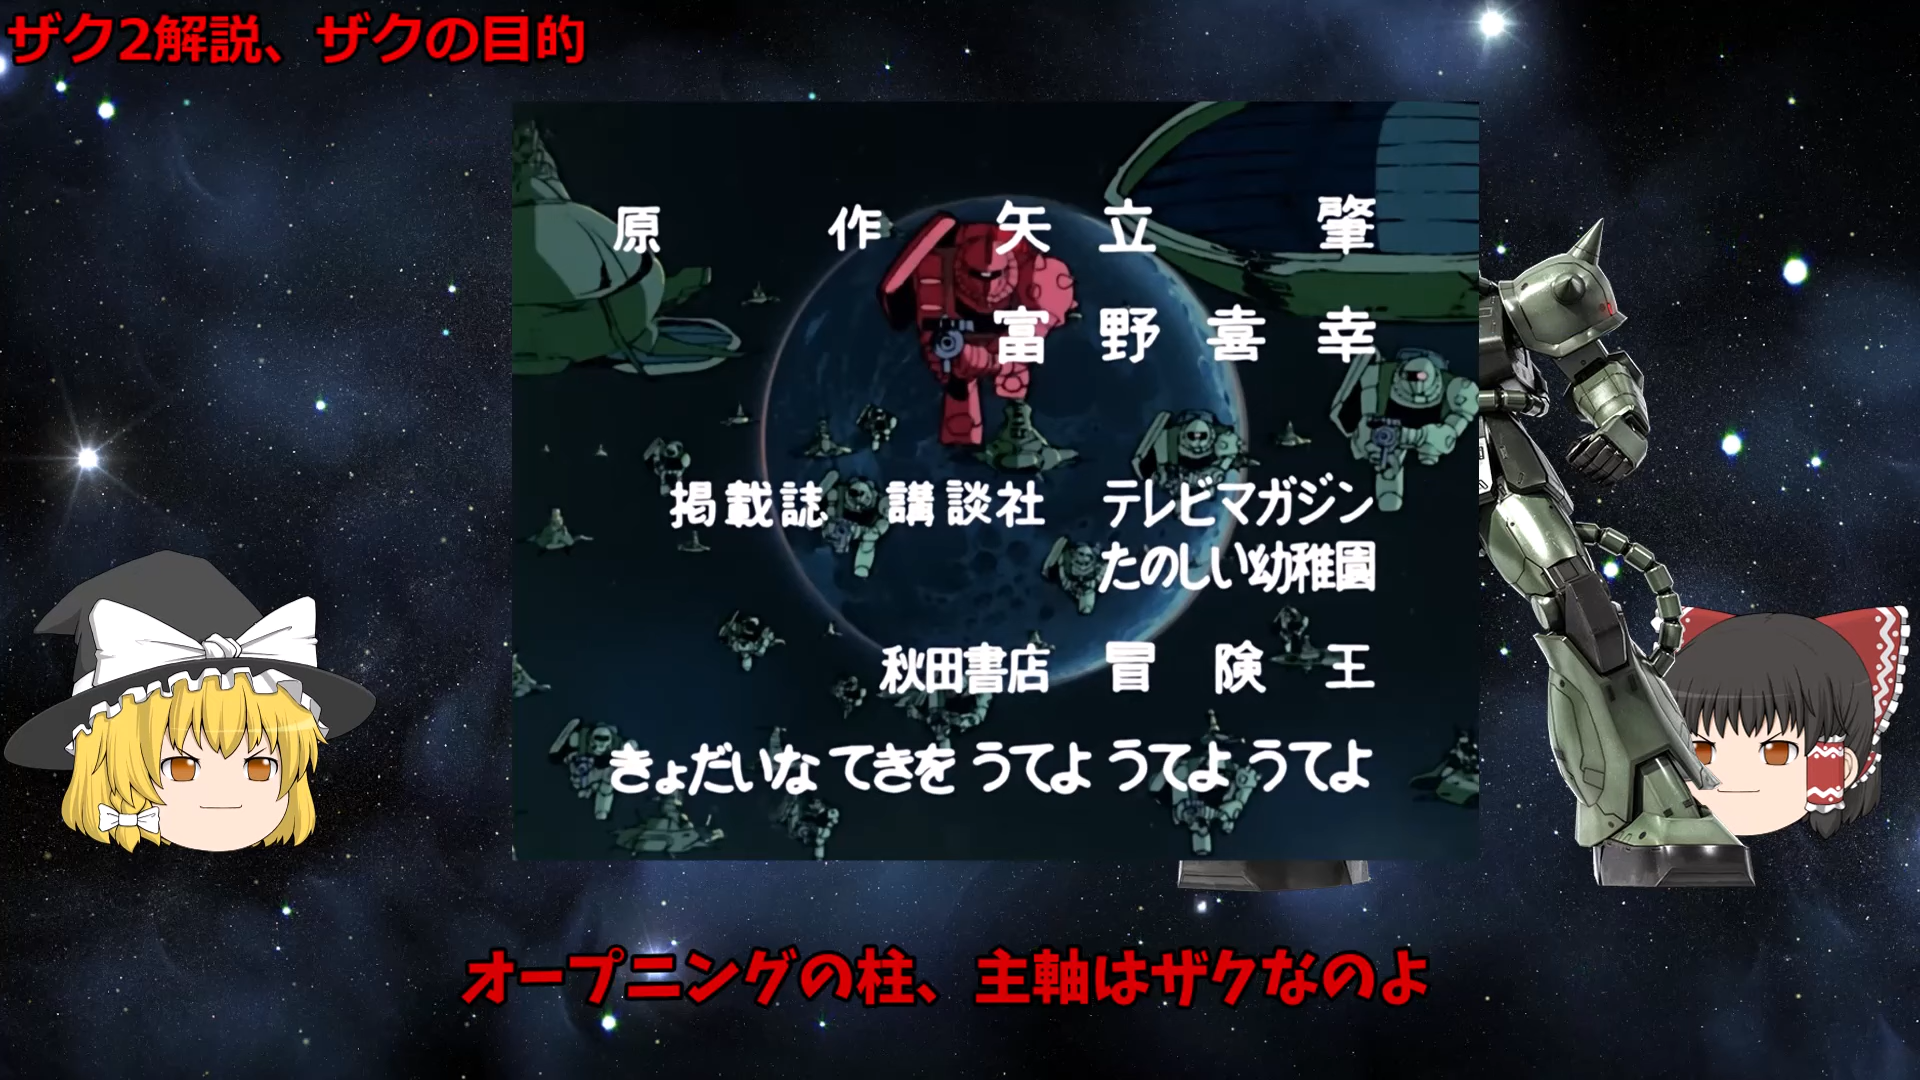 ザク2解説、ザクの目的
原 作 矢 立 肇
富 野 喜 幸
掲載誌 講談社 テレビマガジン
たのしい幼稚園
秋田書店 冒 険 王
きょだいな てきを うてよ うてよ うてよ
オープニングの柱、主軸はザクなのよ